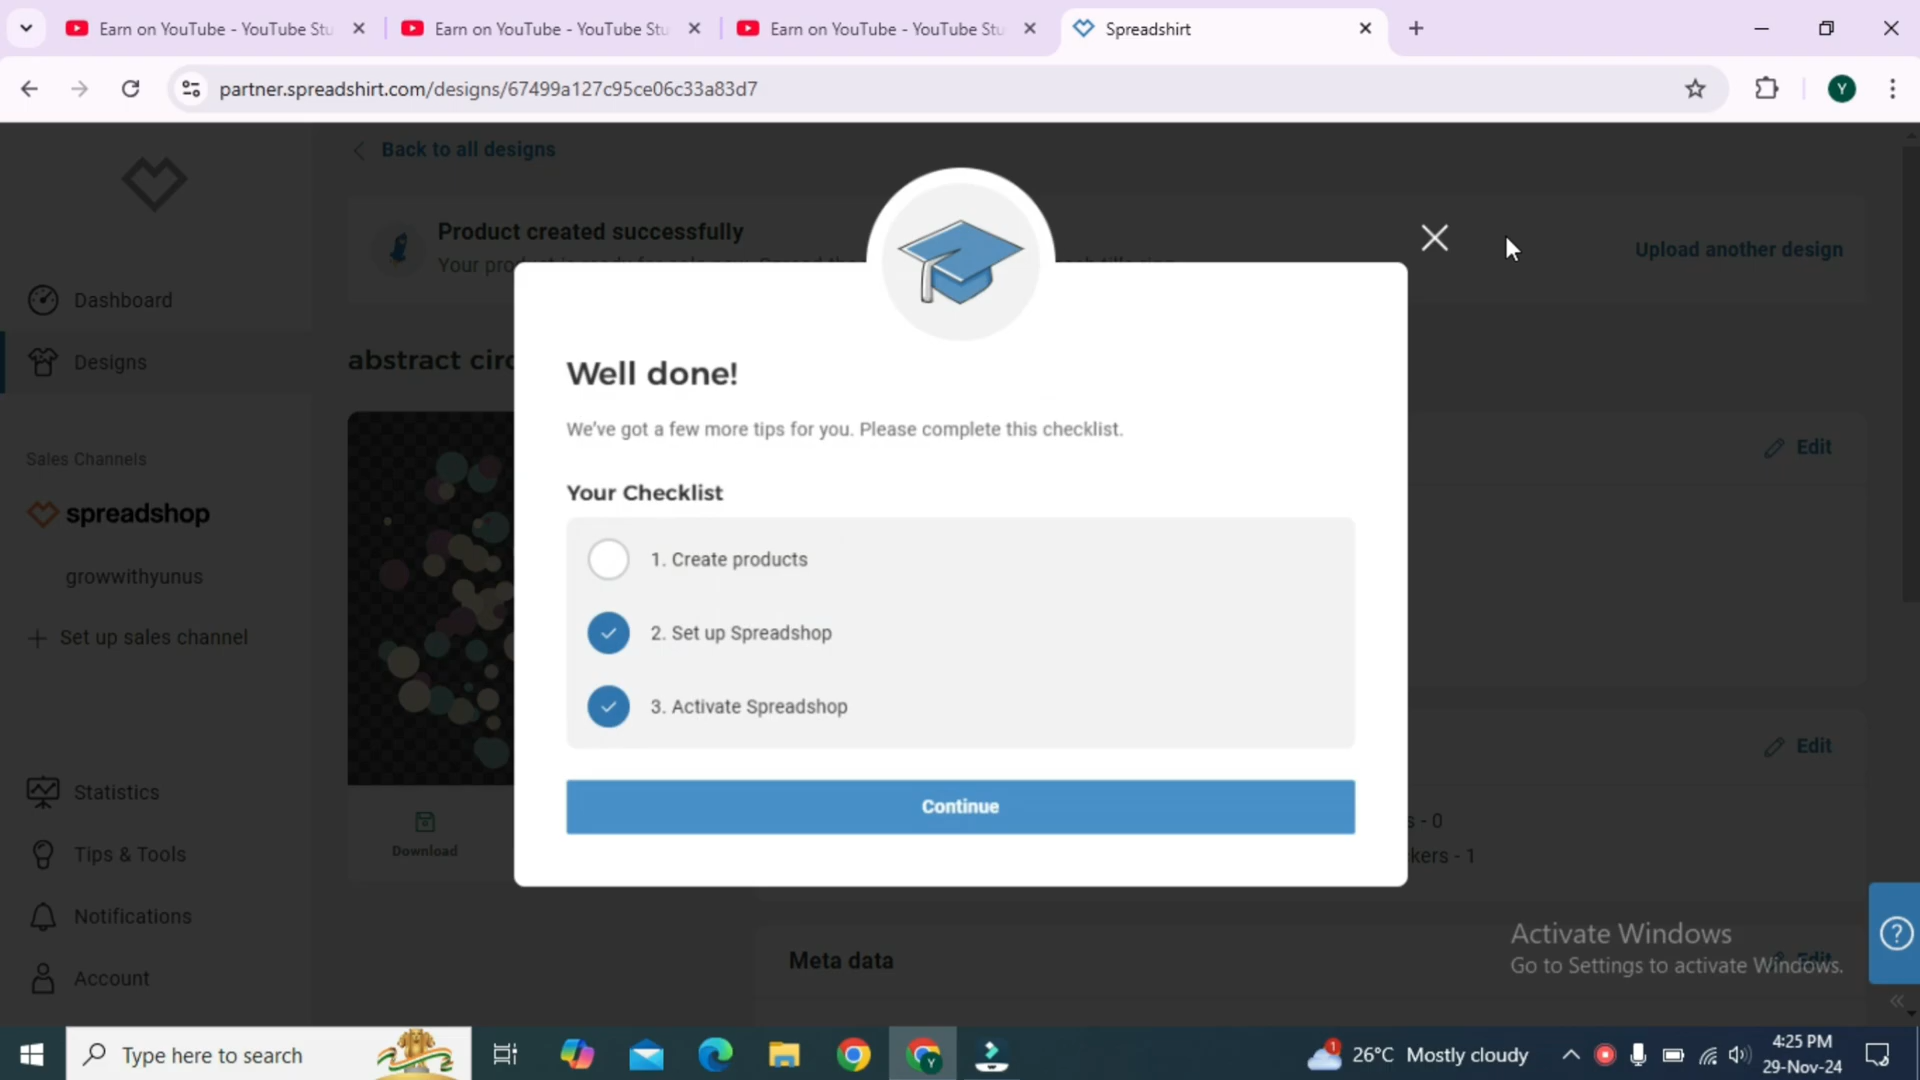 Earn on YouTube - YouTube Stu
Earn on YouTube - YouTube Stu
Earn on YouTube - YouTube Stu
Spreadshirt
partner.spreadshirt.com/designs/67499a127c95ce06c33a83d7
Y
Back to all designs
Product created successfully
Upload another design
Dashboard
Designs
abstract circ
Edit
Well done!
We've got a few more tips for you. Please complete this checklist.
Your Checklist
1. Create products
2. Set up Spreadshop
3. Activate Spreadshop
Continue
Sales Channels
spreadshop
growwithyunus
Set up sales channel
Edit
s - 0
kers - 1
Statistics
Download
Tips & Tools
Notifications
Account
Meta data
Edit
Activate Windows
Go to Settings to activate Windows.
Type here to search
1
26°C Mostly cloudy
4:25 PM
29-Nov-24